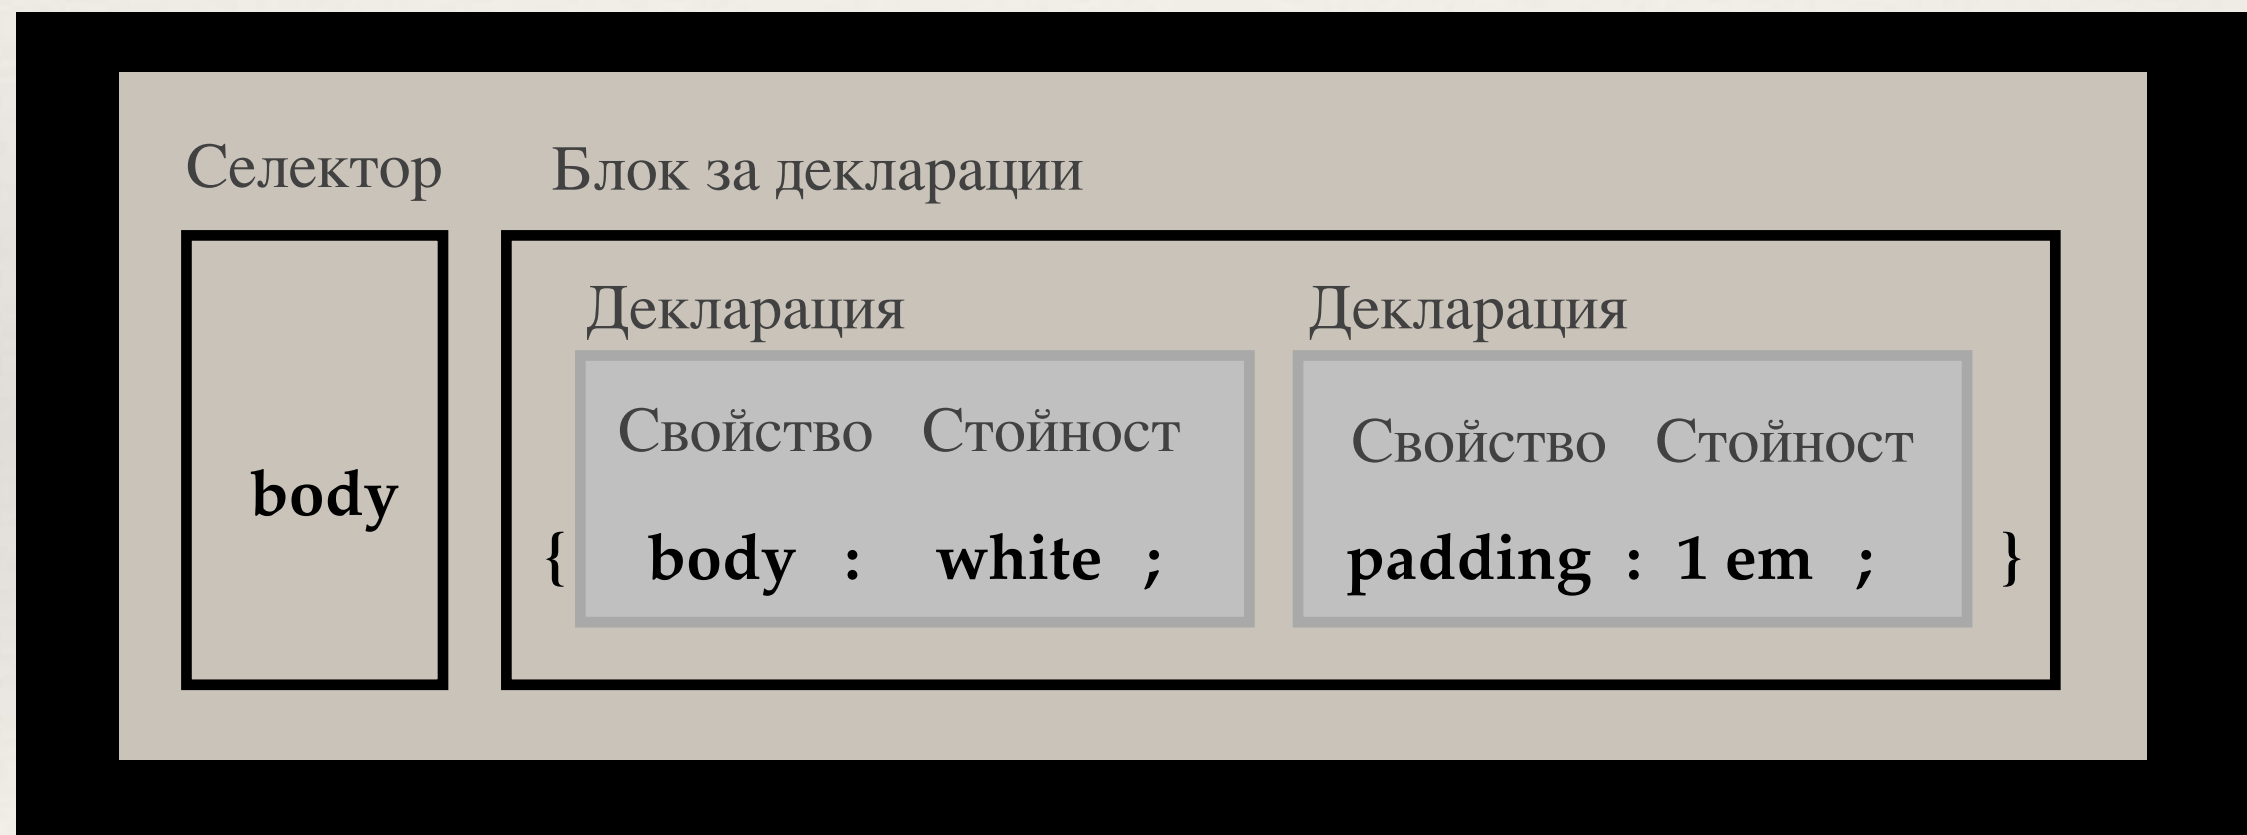 Селектор
Блок за декларации
Декларация
Декларация
Свойство Стойност
Свойство Стойност
body
{ body : white ; padding : 1 em ; }